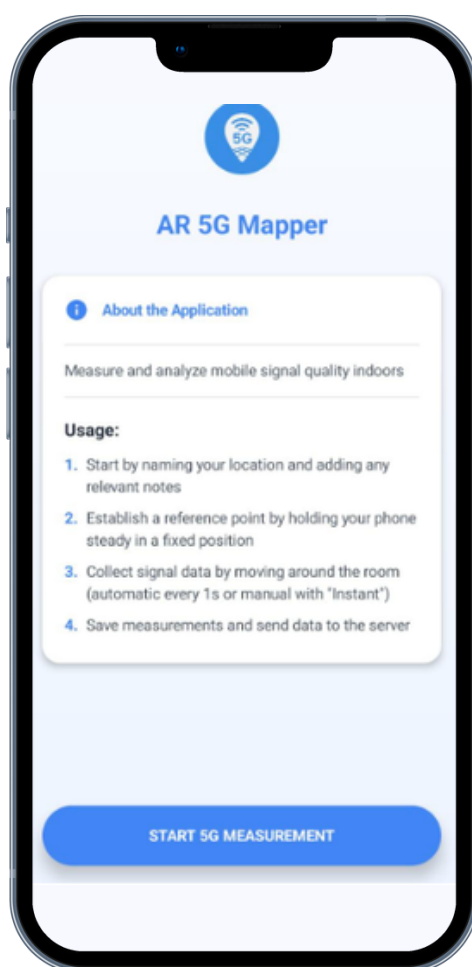 5G
AR 5G Mapper
i About the Application
Measure and analyze mobile signal quality indoors
Usage:
1. Start by naming your location and adding any
relevant notes
2. Establish a reference point by holding your phone
steady in a fixed position
3. Collect signal data by moving around the room
(automatic every 1s or manual with "Instant")
4. Save measurements and send data to the server
START 5G MEASUREMENT